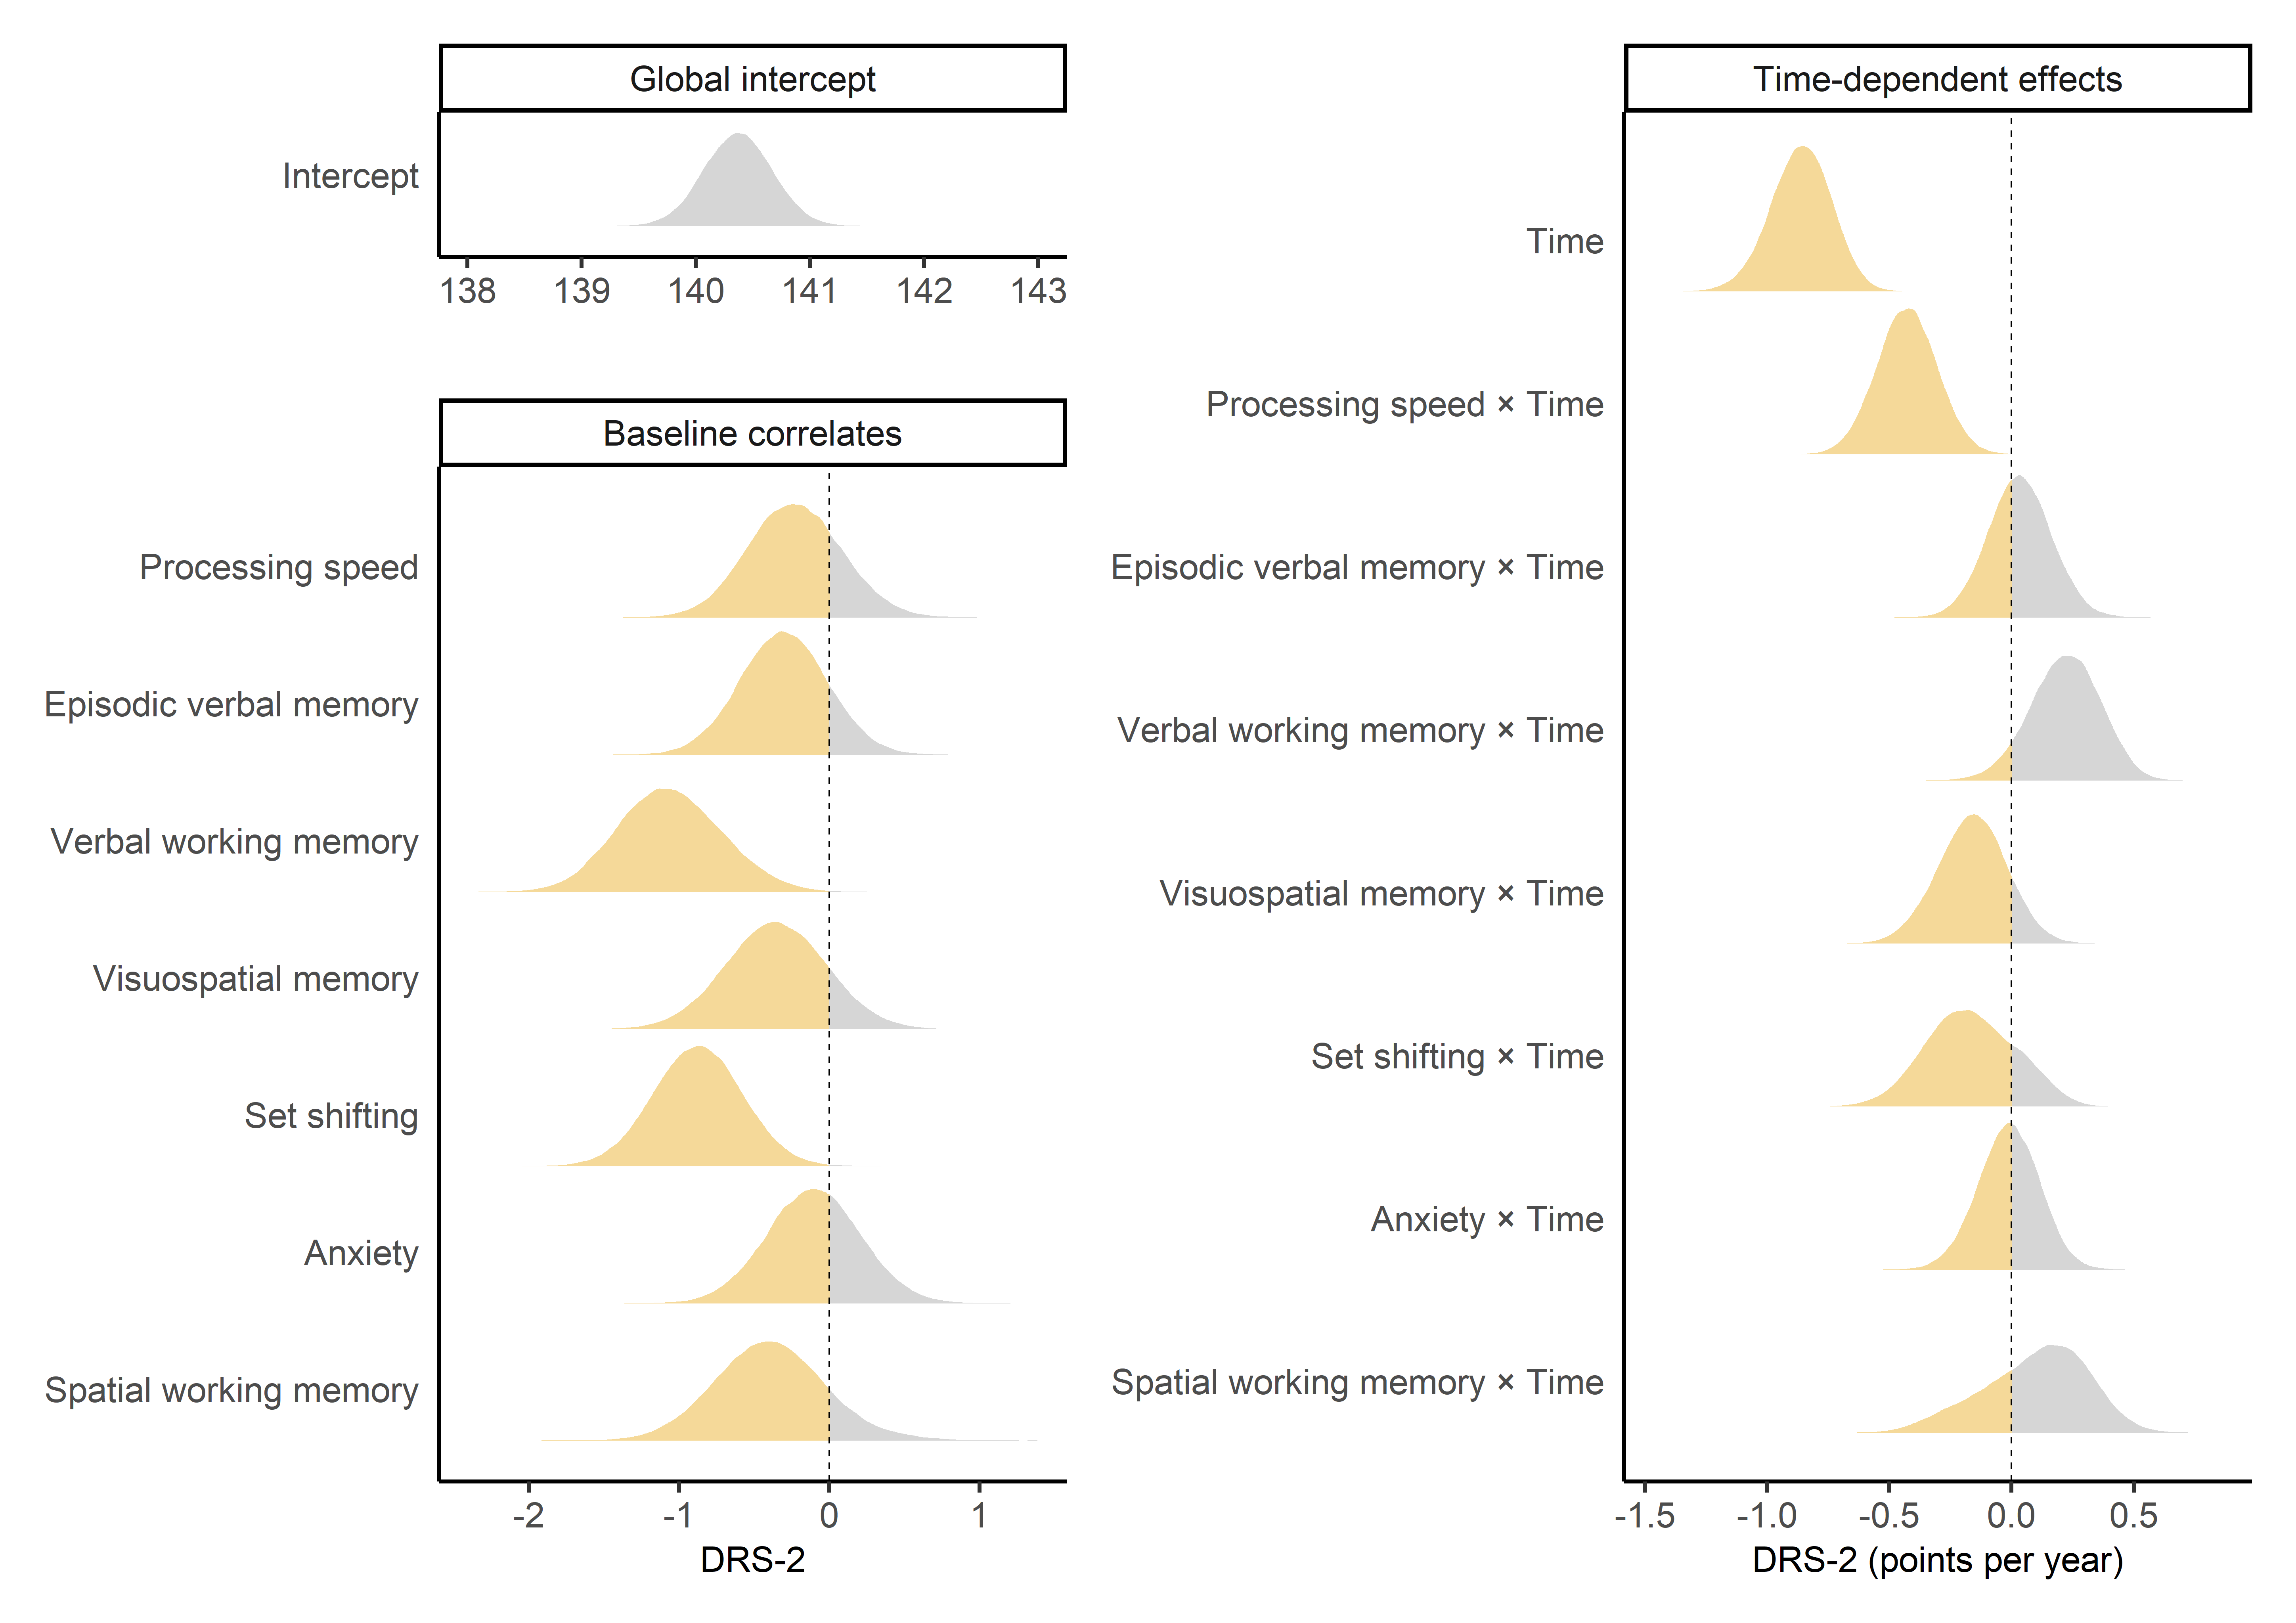 Global intercept
Intercept
138 139 140 141 142 143
Baseline correlates
Processing speed
Episodic verbal memory
Verbal working memory
Visuospatial memory
Set shifting
Anxiety
Spatial working memory
-2 -1 0 1
DRS-2
Time-dependent effects
Time
Processing speed × Time
Episodic verbal memory × Time
Verbal working memory × Time
Visuospatial memory × Time
Set shifting × Time
Anxiety × Time
Spatial working memory × Time
-1.5 -1.0 -0.5 0.0 0.5
DRS-2 (points per year)